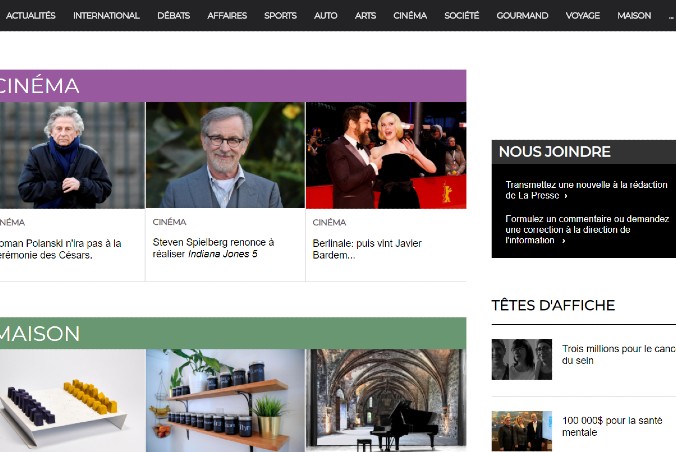 ACTUALITÉS INTERNATIONAL DÉBATS AFFAIRES SPORTS AUTO ARTS CINÉMA SOCIÉTÉ GOURMAND VOYAGE MAISON ...
CINÉMA
NÉMA
oman Polanski n'ira pas à la
érémonie des Césars.
CINÉMA
Steven Spielberg renonce à
réaliser Indiana Jones 5
CINÉMA
Berlinale: puis vint Javier
Bardem...
MAISON
NOUS JOINDRE
Transmettez une nouvelle à la rédaction
de La Presse ›
Formulez un commentaire ou demandez
une correction à la direction de
l'information ›
TÊTES D'AFFICHE
Trois millions pour le canc
du sein
100 000$ pour la santé
mentale